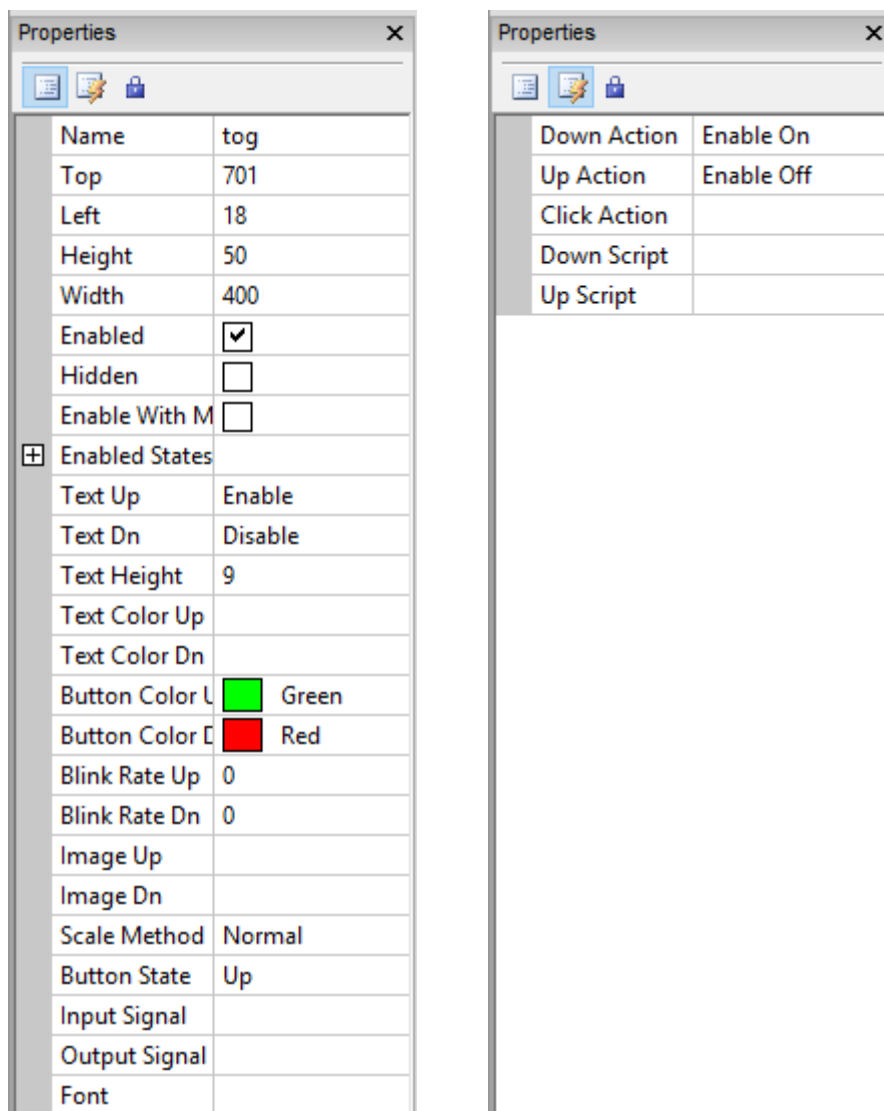 Properties
Name tog
Top 701
Left 18
Height 50
Width 400
Enabled
Hidden
Enable With M
Enabled States
Text Up Enable
Text Dn Disable
Text Height 9
Text Color Up
Text Color Dn
Button Color U Green
Button Color D Red
Blink Rate Up 0
Blink Rate Dn 0
Image Up
Image Dn
Scale Method Normal
Button State Up
Input Signal
Output Signal
Font
Properties
Down Action Enable On
Up Action Enable Off
Click Action
Down Script
Up Script